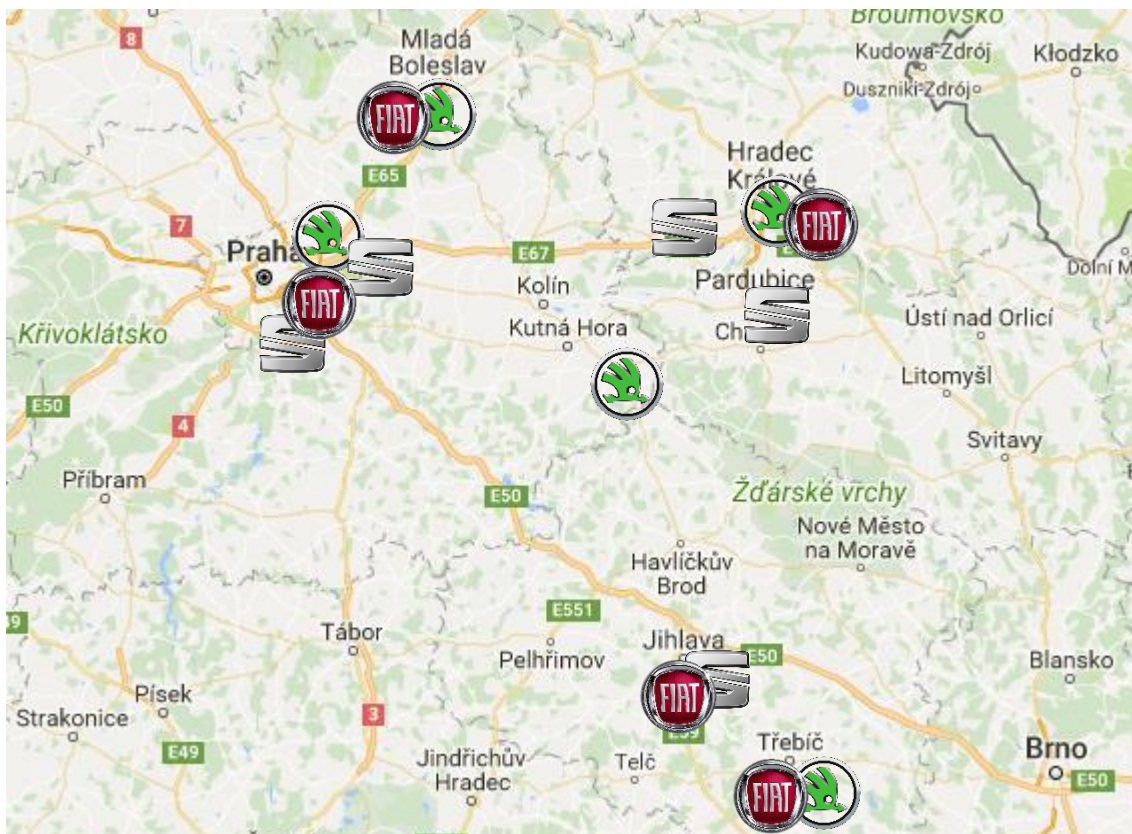 Broumovsko
8
Mladá
Boleslav
Kudowa-Zdrój
Kłodzko
Duszniki-Zdrój
FIAT
E65
Hradec
Králové
7
FIAT
Praha
E67
Dolní
Kolín
Pardubice
FIAT
Křivoklátsko
Kutná Hora
Ústí nad Orlicí
Litomyšl
E50
4
Svitavy
Příbram
E50
Žďárské vrchy
Nové Město
na Moravě
Havlíčkův
Brod
E551
Tábor
Jihlava
E50
Pelhřimov
Blansko
Písek
FIAT
Strakonice
3
E59
E49
Jindřichův
Hradec
Telč
Třebíč
Brno
E50
FIAT